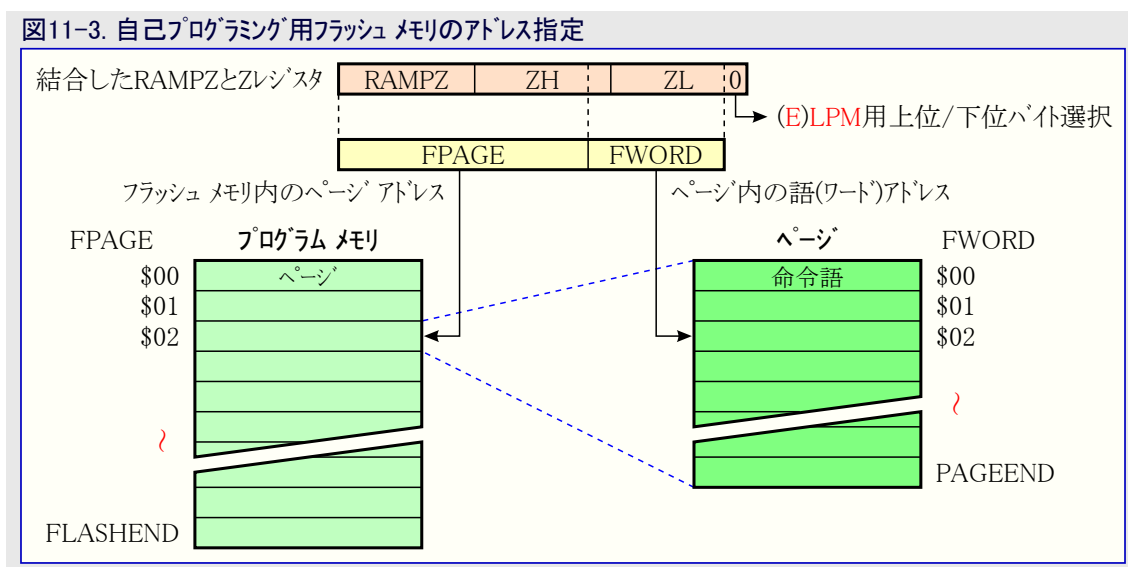 図11-3. 自己ﾌﾟﾛｸﾞﾗﾐﾝｸﾞ用ﾌﾗｯｼｭ ﾒﾓﾘのｱﾄﾞﾚｽ指定
結合したRAMPZとZﾚｼﾞｽﾀ RAMPZ ZH ZL 0
(E)LPM用上位/下位ﾊﾞｲﾄ選択
FPAGE FWORD
ﾌﾗｯｼｭ ﾒﾓﾘ内のﾍﾟｰｼﾞ ｱﾄﾞﾚｽ ﾍﾟｰｼﾞ内の語(ﾜｰﾄﾞ)ｱﾄﾞﾚｽ
FPAGE ﾌﾟﾛｸﾞﾗﾑ ﾒﾓﾘ ﾍﾟｰｼﾞ FWORD
$00 ﾍﾟｰｼﾞ 命令語 $00
$01 $01
$02 $02
~ ~
PAGEEND
FLASHEND